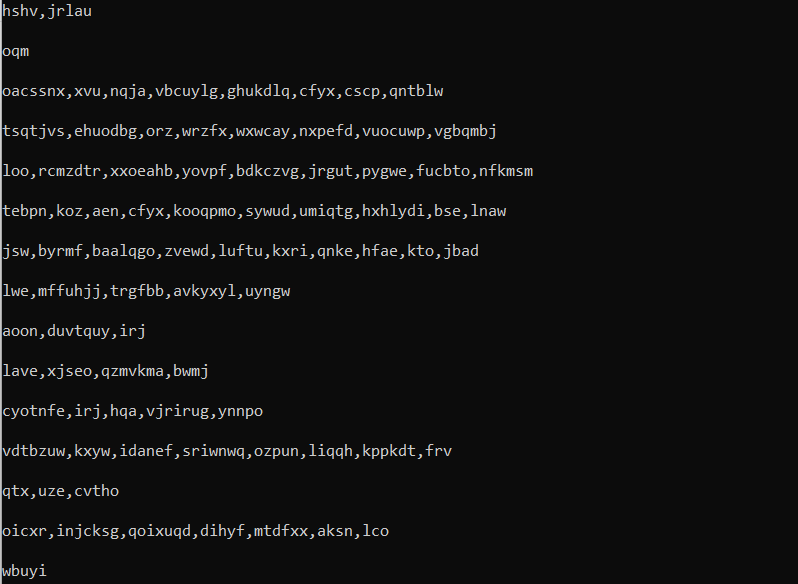 hshv,jrlau
oqm
oacssnx,xvu,nqja,vbcuylg,ghukdlq,cfyx,cscp,qntblw
tsqtjvs,ehuodbg,orz,wrzfx,wxwcay,nxpefd,vuocuwp,vgbqmbj
loo,rcmzdtr,xxoeahb,yovpf,bdkczvg,jrgut,pygwe,fucbto,nfkmsm
tebpn,koz,aen,cfyx,kooqpmo,sywud,umiqtg,hxhlydi,bse,lnaw
jsw,byrmf,baalqgo,zvewd,luftu,kxri,qnke,hfae,kto,jbad
lwe,mffuhjj,trgfbb,avkyxyl,uyngw
aoon,duvtquy,irj
lave,xjseo,qzmvkma,bwmj
cyotnfe,irj,hqa,vjrirug,ynnpo
vdtbzuw,kxyw,idanef,sriwnwq,ozpun,liqqh,kppkdt,frv
qtx,uze,cvtho
oicxr,injcksg,qoixuqd,dihyf,mtdfxx,aksn,lco
wbuyi